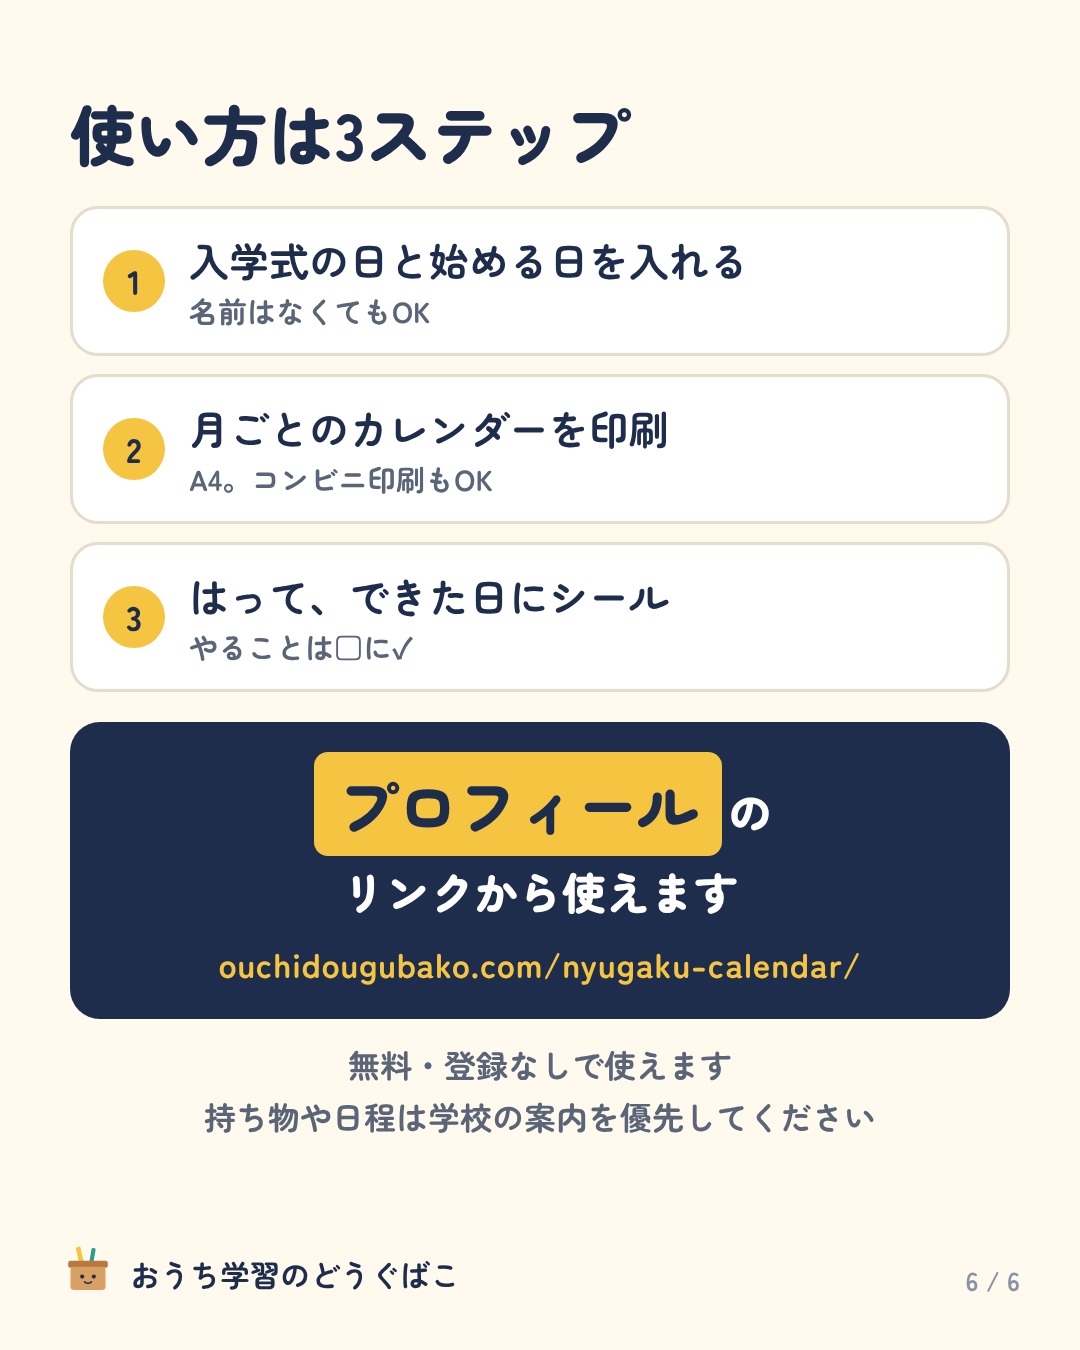 使い方は3ステップ
1
入学式の日と始める日を入れる
名前はなくてもOK
2
月ごとのカレンダーを印刷
A4。コンビニ印刷もOK
3
はって、できた日にシール
やることは□に✓
プロフィールの
リンクから使えます
ouchidougubako.com/nyugaku-calendar/
無料・登録なしで使えます
持ち物や日程は学校の案内を優先してください
おうち学習のどうぐばこ
6 / 6